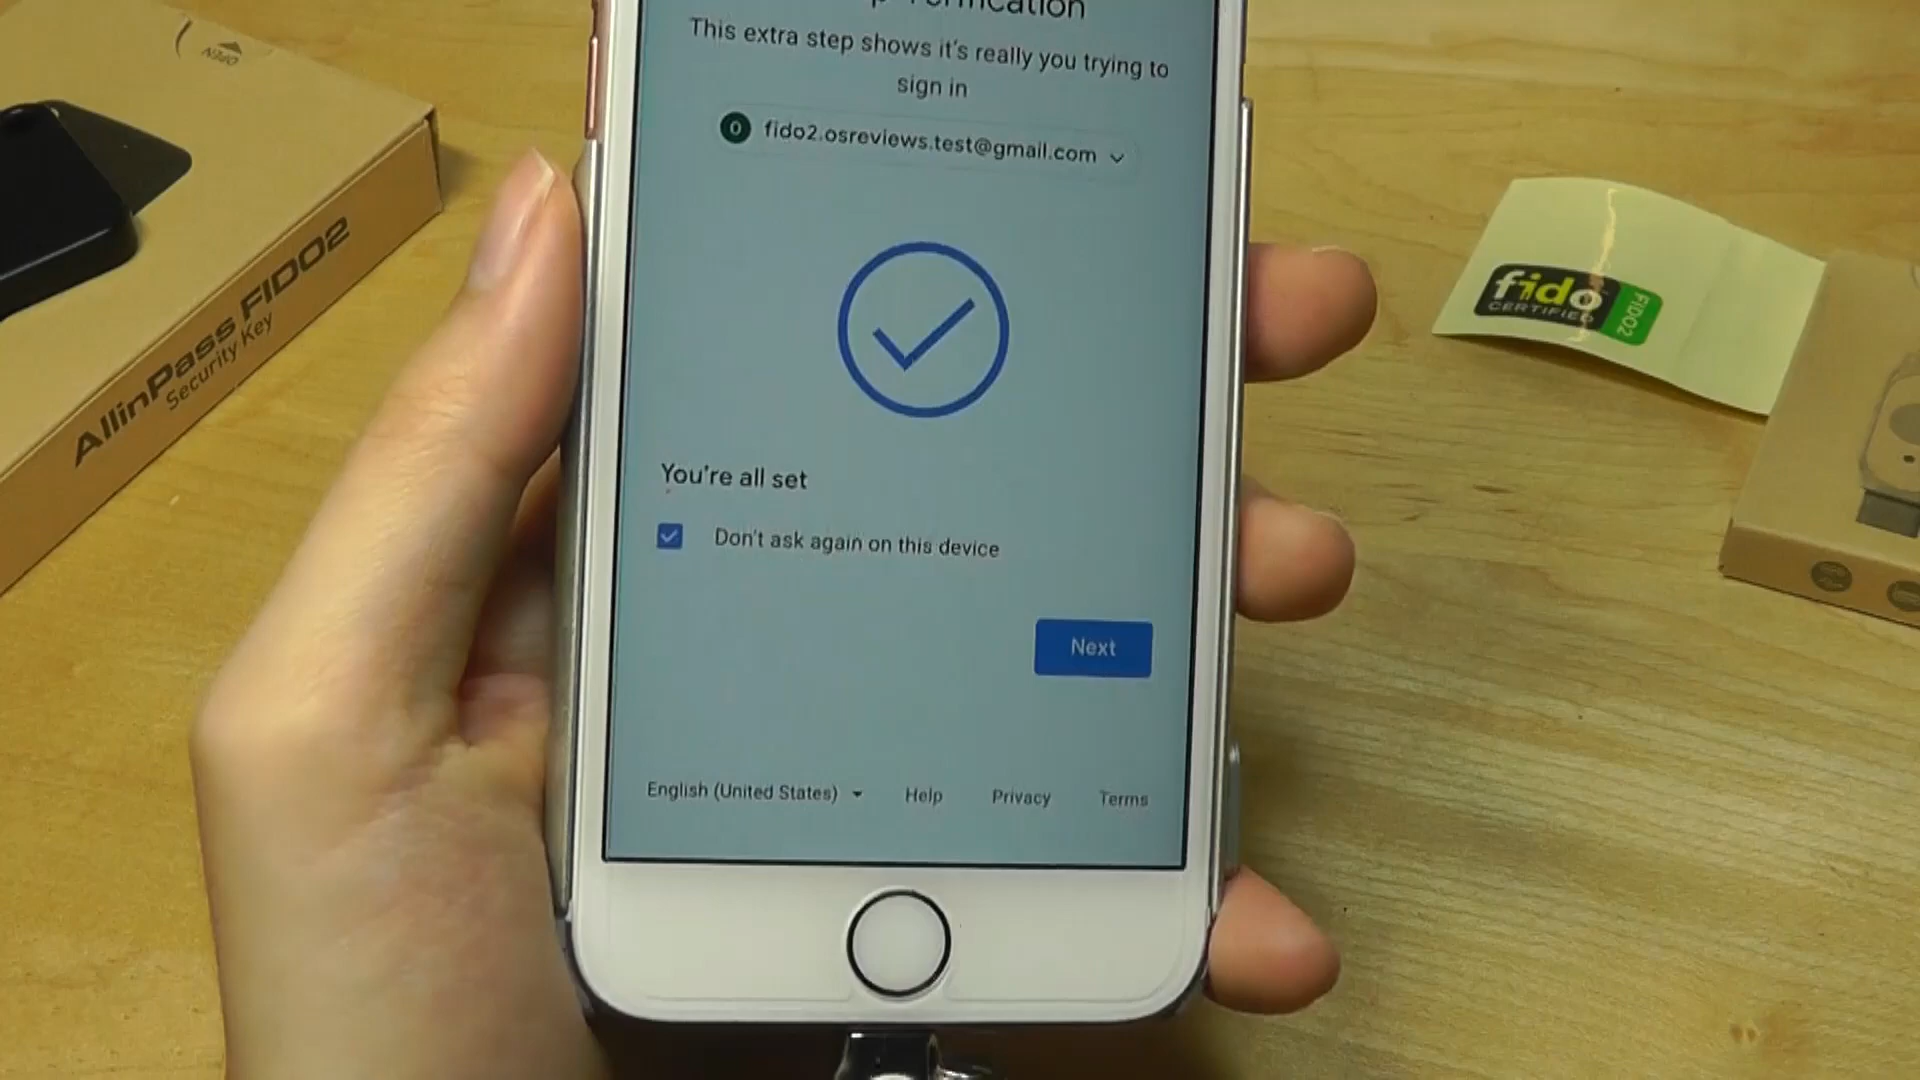 Verification
This extra step shows it's really you trying to
sign in
fido2.osreviews.test@gmail.com
You're all set
Don't ask again on this device
Next
English (United States)
Help
Privacy
Terms
OPEN
AllinPass FIDO2
Security Key
fido
CERTIFIED
FIDO2